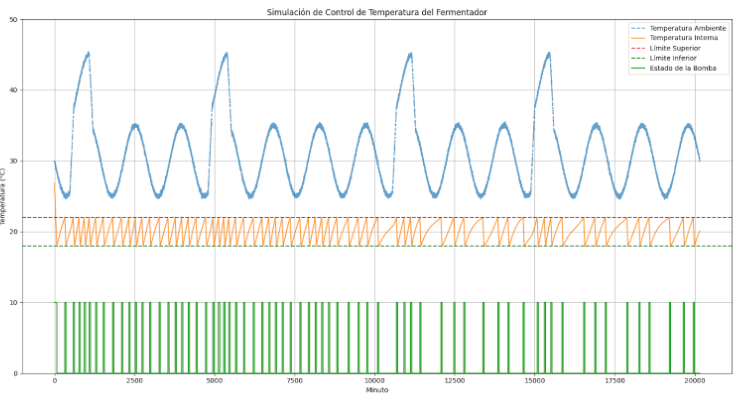 Simulación de Control de Temperatura del Fermentador
Temperatura Ambiente
Temperatura Interna
Límite Superior
Límite Inferior
Estado de la Bomba
Temperatura (°C)
50
40
30
20
10
0
0 2500 5000 7500 10000 12500 15000 17500 20000
Minuto